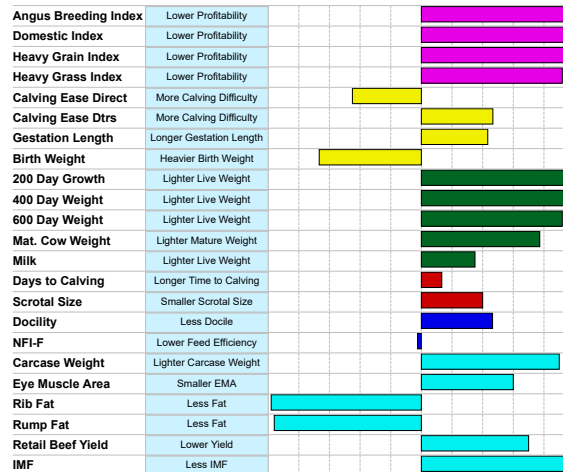 Angus Breeding Index Lower Profitability
Domestic Index Lower Profitability
Heavy Grain Index Lower Profitability
Heavy Grass Index Lower Profitability
Calving Ease Direct More Calving Difficulty
Calving Ease Dtrs More Calving Difficulty
Gestation Length Longer Gestation Length
Birth Weight Heavier Birth Weight
200 Day Growth Lighter Live Weight
400 Day Weight Lighter Live Weight
600 Day Weight Lighter Live Weight
Mat. Cow Weight Lighter Mature Weight
Milk Lighter Live Weight
Days to Calving Longer Time to Calving
Scrotal Size Smaller Scrotal Size
Docility Less Docile
NFI-F Lower Feed Efficiency
Carcase Weight Lighter Carcase Weight
Eye Muscle Area Smaller EMA
Rib Fat Less Fat
Rump Fat Less Fat
Retail Beef Yield Lower Yield
IMF Less IMF